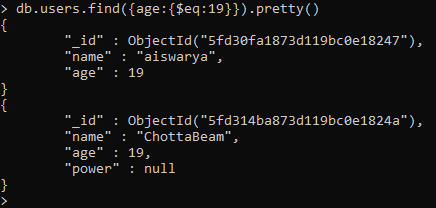 > db.users.find({age:{$eq:19}}).pretty()
{
        "_id" : ObjectId("5fd30fa1873d119bc0e18247"),
        "name" : "aiswarya",
        "age" : 19
}
{
        "_id" : ObjectId("5fd314ba873d119bc0e1824a"),
        "name" : "ChottaBeam",
        "age" : 19,
        "power" : null
}
>